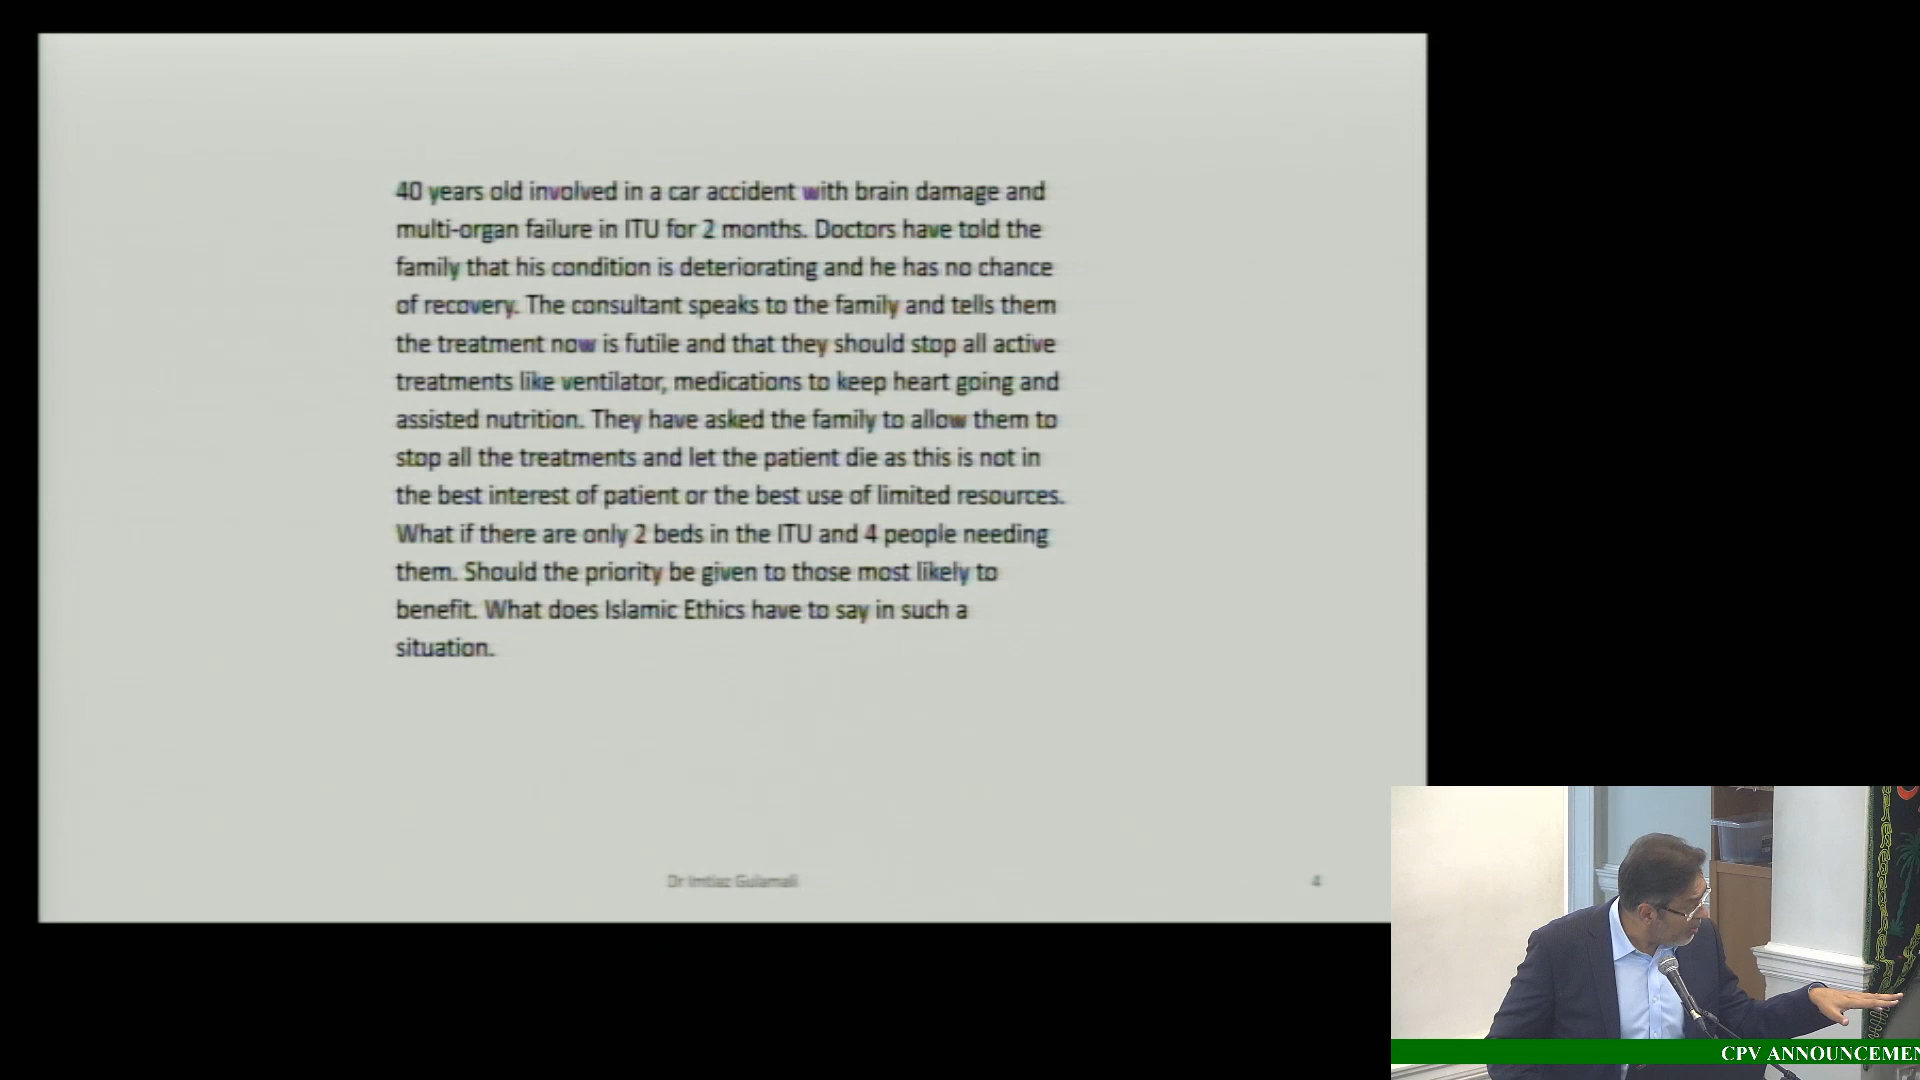 40 years old involved in a car accident with brain damage and
multi-organ failure in ITU for 2 months. Doctors have told the
family that his condition is deteriorating and he has no chance
of recovery. The consultant speaks to the family and tells them
the treatment now is futile and that they should stop all active
treatments like ventilator, medications to keep heart going and
assisted nutrition. They have asked the family to allow them to
stop all the treatments and let the patient die as this is not in
the best interest of patient or the best use of limited resources.
What if there are only 2 beds in the ITU and 4 people needing
them. Should the priority be given to those most likely to
benefit. What does Islamic Ethics have to say in such a
situation.
Dr Imtiaz Gulamali
4
CPV ANNOUNCEMEN